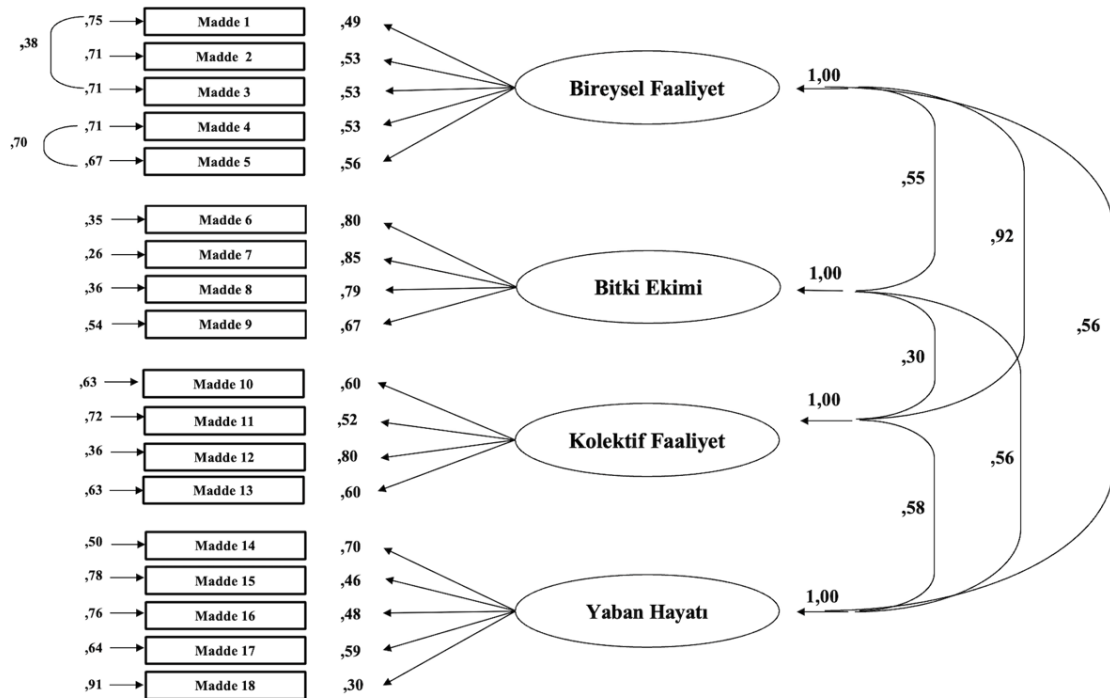 ,38
,75 Madde 1 ,49
,71 Madde 2 ,53
,71 Madde 3 ,53
,71 Madde 4 ,53
,70
,67 Madde 5 ,56
Bireysel Faaliyet
1,00
,35 Madde 6 ,80
,26 Madde 7 ,85
,36 Madde 8 ,79
,54 Madde 9 ,67
Bitki Ekimi
1,00
,63 Madde 10 ,60
,72 Madde 11 ,52
,36 Madde 12 ,80
,63 Madde 13 ,60
Kolektif Faaliyet
1,00
,50 Madde 14 ,70
,78 Madde 15 ,46
,76 Madde 16 ,48
,64 Madde 17 ,59
,91 Madde 18 ,30
Yaban Hayatı
1,00
,55
,92
,56
,30
,56
,58